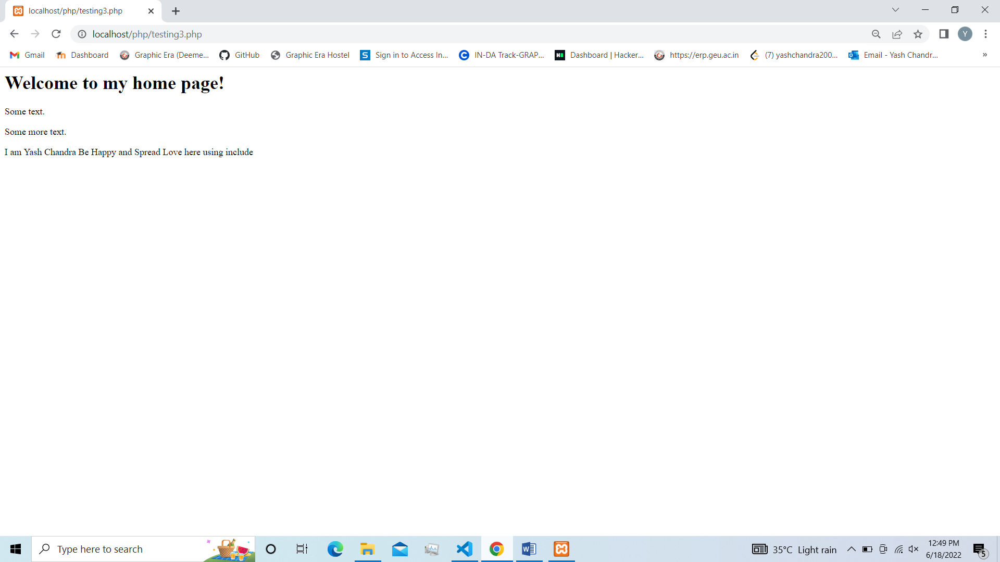 localhost/php/testing3.php
localhost/php/testing3.php
Y
Gmail Dashboard Graphic Era (Deeme... GitHub Graphic Era Hostel S Sign in to Access In... C IN-DA Track-GRAP... H Dashboard | Hacker... https://erp.geu.ac.in (7) yashchandra200... Email - Yash Chandr... »
Welcome to my home page!
Some text.
Some more text.
I am Yash Chandra Be Happy and Spread Love here using include
Type here to search
35°C Light rain
12:49 PM
6/18/2022
5